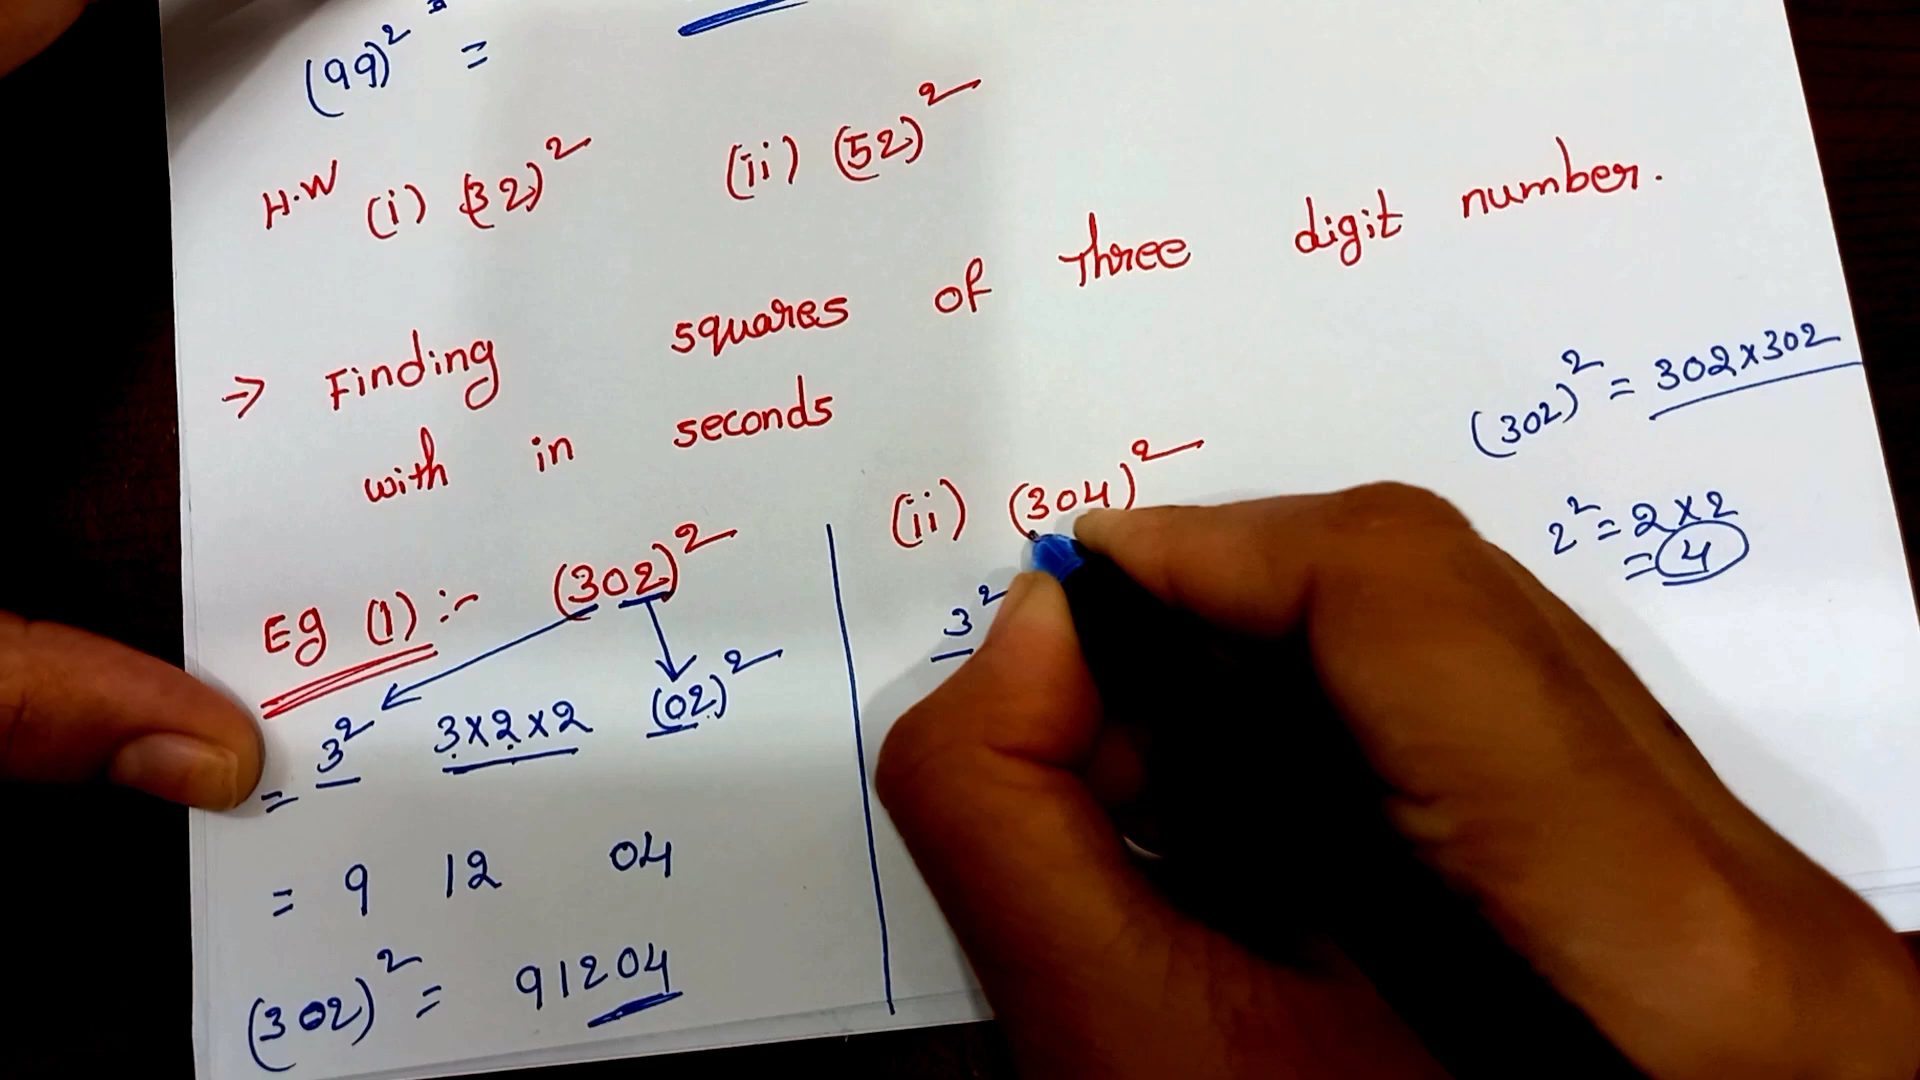 (99)² =
H.W (i) (32)² (ii) (52)²
→ Finding squares of three digit number.
with in seconds
(302)² = 302×302
2² = 2×2
= 4
Eg (1) :- (302)²
= 3² 3×2×2 (02)²
= 9 12 04
(302)² = 91204
(ii) (304)²
3²